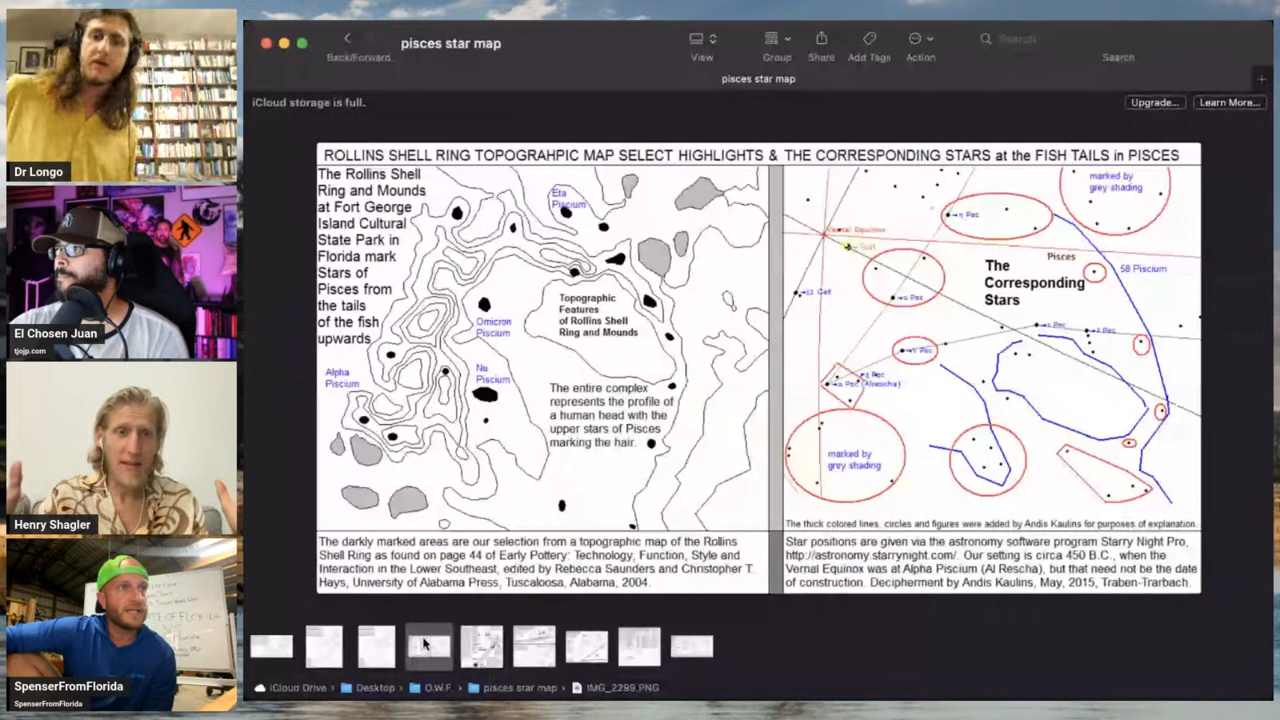 Dr Longo
El Chosen Juan
tjojp.com
Henry Shagler
SpenserFromFlorida
SpenserFromFlorida
pisces star map
Back/Forward
View
Group
Share
Add Tags
Action
Search
Search
pisces star map
iCloud storage is full.
Upgrade...
Learn More...
ROLLINS SHELL RING TOPOGRAHPIC MAP SELECT HIGHLIGHTS & THE CORRESPONDING STARS at the FISH TAILS in PISCES
The Rollins Shell
Ring and Mounds
at Fort George
Island Cultural
State Park in
Florida mark
Stars of
Pisces from
the tails
of the fish
upwards
Eta
Piscium
Topographic
Features
of Rollins Shell
Ring and Mounds
Omicron
Piscium
Alpha
Piscium
Nu
Piscium
The entire complex
represents the profile of
a human head with the
upper stars of Pisces
marking the hair.
marked by
grey shading
Vernal Equinox
Sun
Pisces
58 Piscium
The
Corresponding
Stars
marked by
grey shading
The thick colored lines, circles and figures were added by Andis Kaulins for purposes of explanation.
The darkly marked areas are our selection from a topographic map of the Rollins
Shell Ring as found on page 44 of Early Pottery: Technology, Function, Style and
Interaction in the Lower Southeast, edited by Rebecca Saunders and Christopher T.
Hays, University of Alabama Press, Tuscaloosa, Alabama, 2004.
Star positions are given via the astronomy software program Starry Night Pro,
http://astronomy.starrynight.com/. Our setting is circa 450 B.C., when the
Vernal Equinox was at Alpha Piscium (Al Rescha), but that need not be the date
of construction. Decipherment by Andis Kaulins, May, 2015, Traben-Trarbach.
iCloud Drive › Desktop › O.W.F. › pisces star map › IMG_2299.PNG